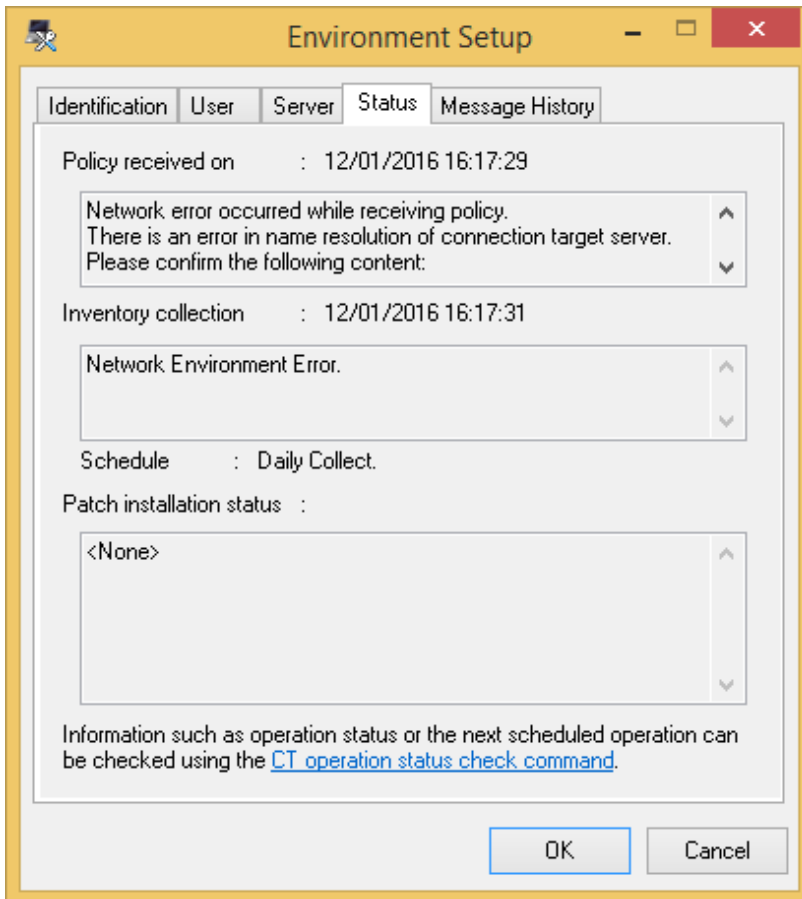 Environment Setup
Identification User Server Status Message History
Policy received on : 12/01/2016 16:17:29
Network error occurred while receiving policy.
There is an error in name resolution of connection target server.
Please confirm the following content:
Inventory collection : 12/01/2016 16:17:31
Network Environment Error.
Schedule : Daily Collect.
Patch installation status :
<None>
Information such as operation status or the next scheduled operation can
be checked using the CT operation status check command.
OK Cancel